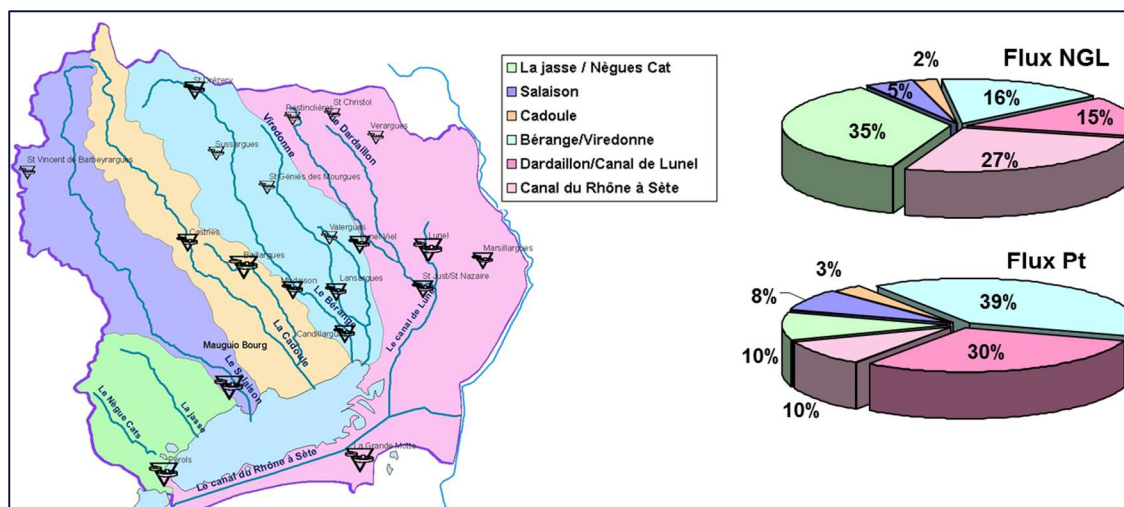 St Drézery
Restinclières
St Christol
Verargues
Viredonne
Le Dardaillon
Sussargues
St Vincent de Barbeyrargues
St Géniés des Mourgues
Castries
Baillargues
Valergues
Lunel-Viel
Lunel
Marsillargues
Mudaison
Lansargues
St Just/St Nazaire
Le Bérange
Candillargues
Le canal de Lunel
Mauguio Bourg
La Cadoule
Le Salaison
La jasse
Le Nègue Cats
Pérols
La Grande Motte
Le canal du Rhône à Sète
La jasse / Nègues Cat
Salaison
Cadoule
Bérange/Viredonne
Dardaillon/Canal de Lunel
Canal du Rhône à Sète
Flux NGL
2%
5%
16%
15%
35%
27%
Flux Pt
3%
8%
39%
10%
30%
10%